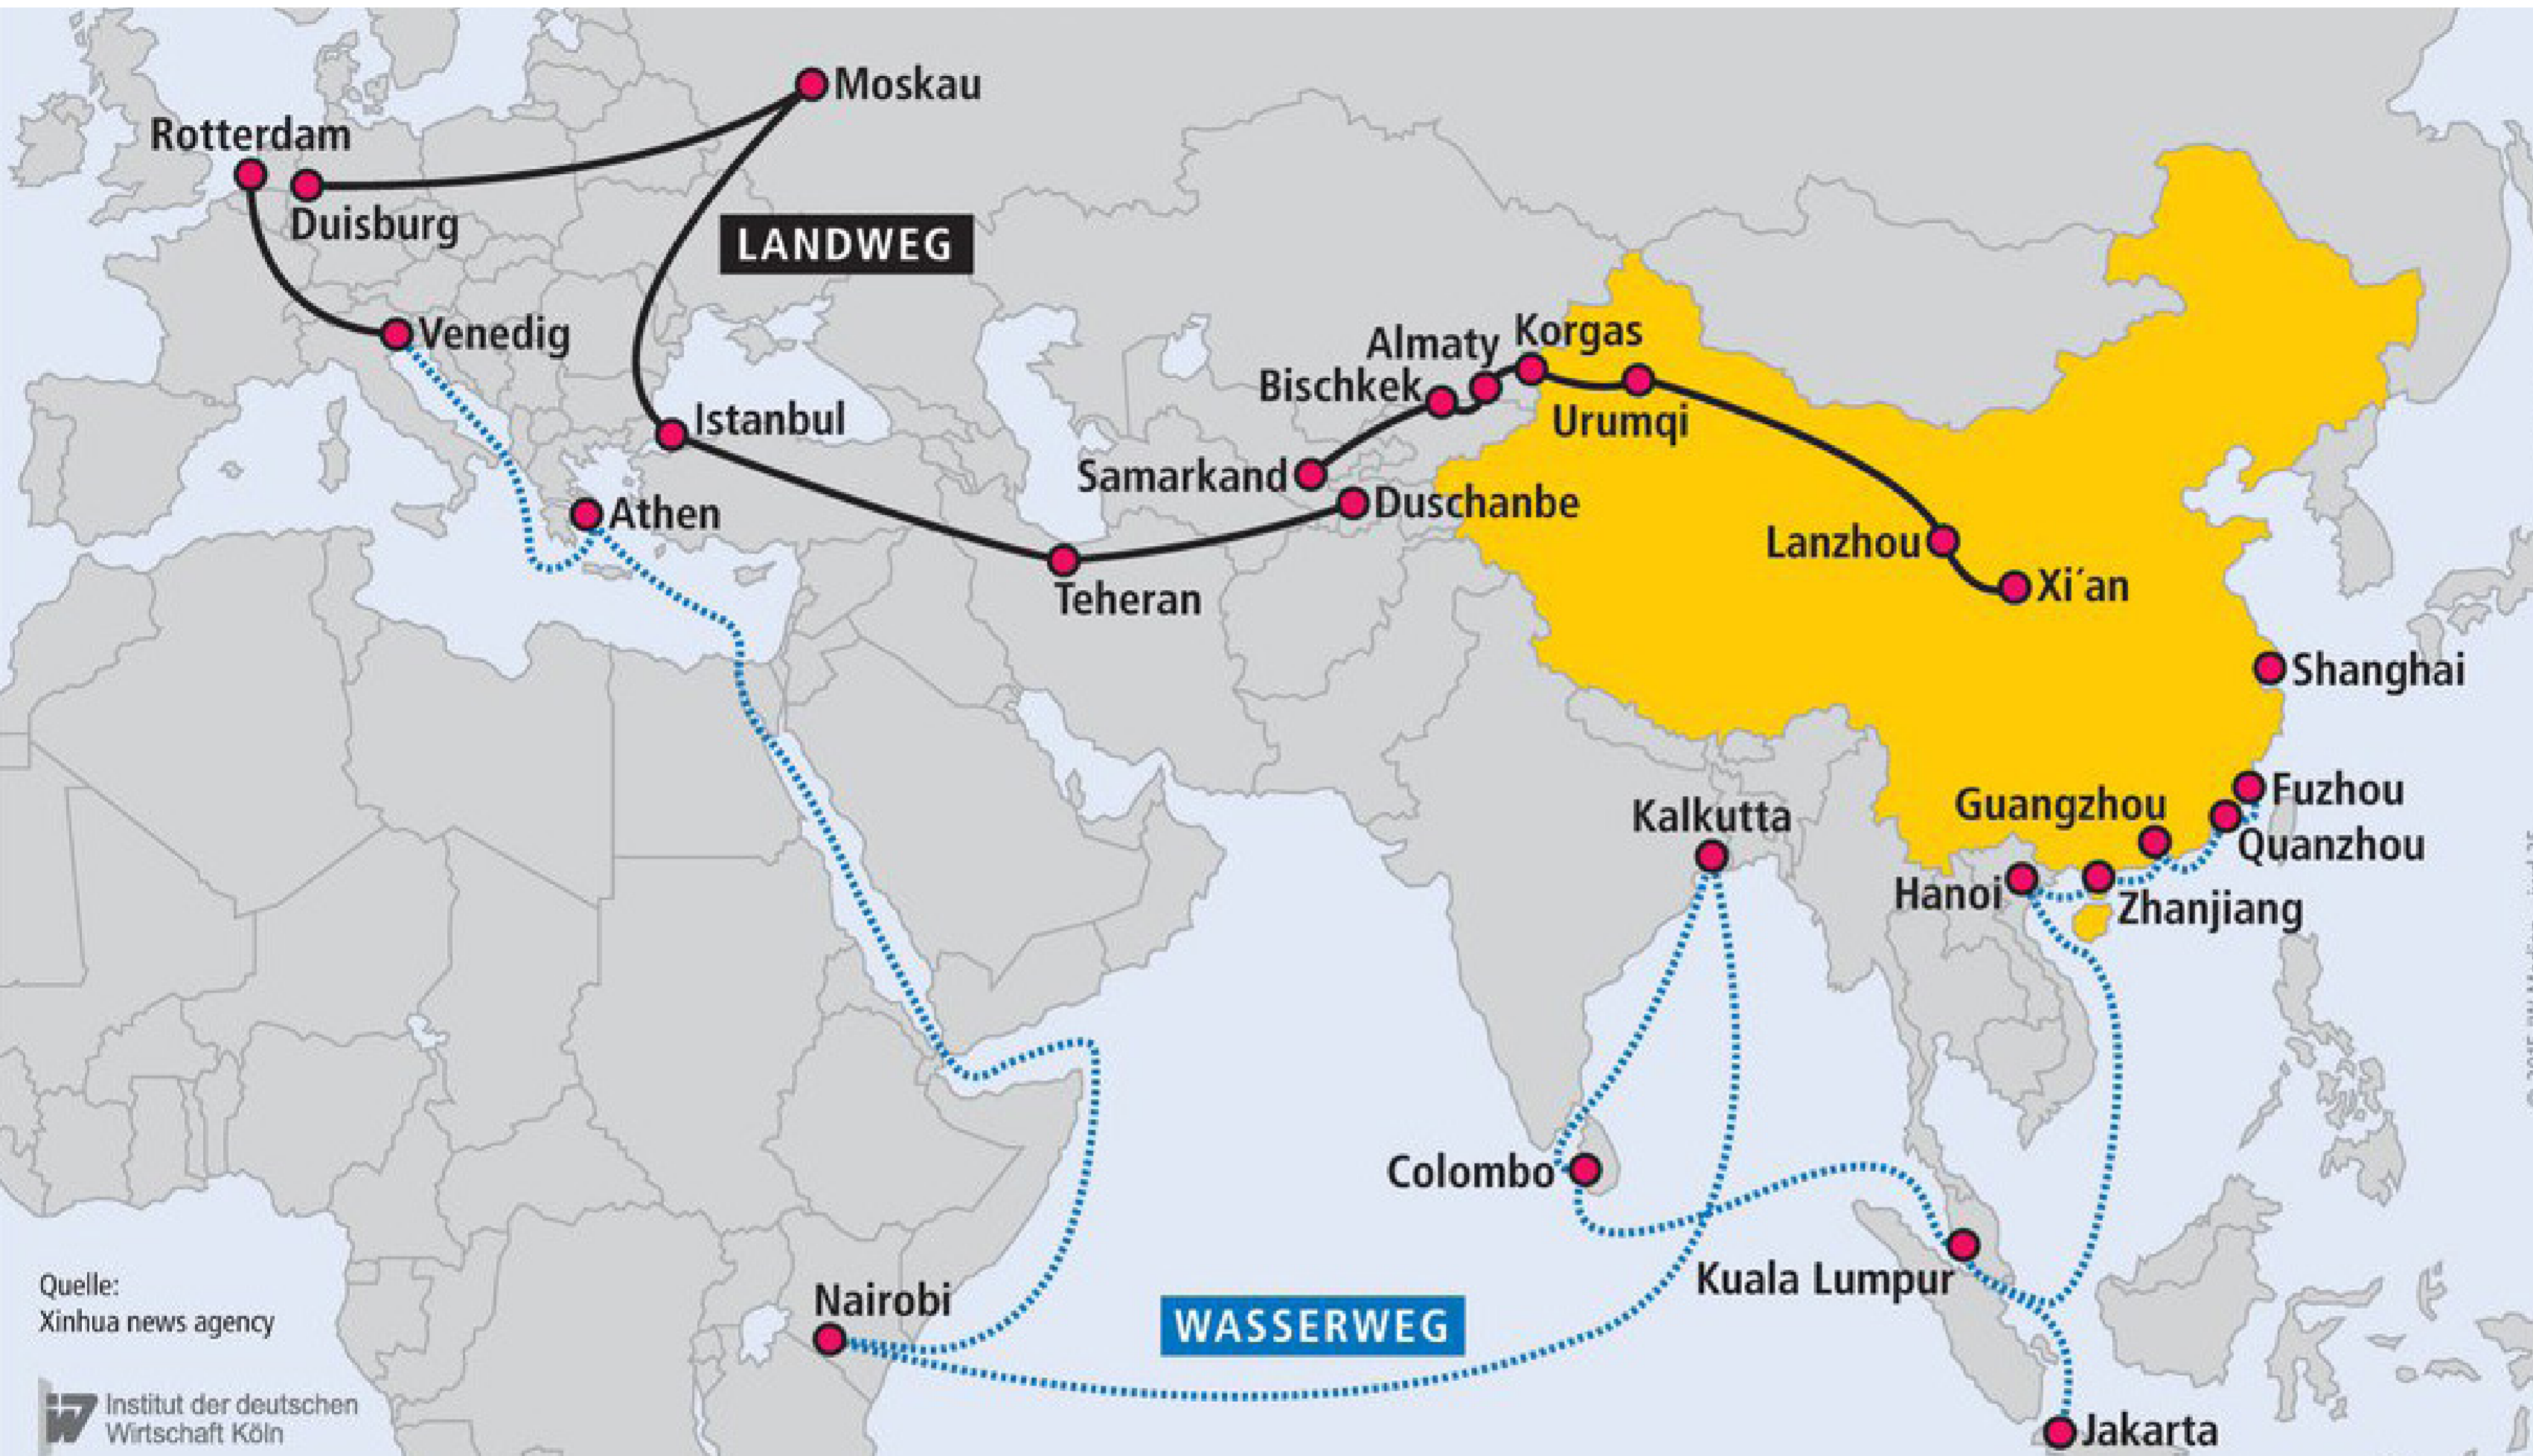 Moskau
Rotterdam
Duisburg
LANDWEG
Venedig
Almaty
Korgas
Bischkek
Urumqi
Istanbul
Samarkand
Duschanbe
Athen
Lanzhou
Teheran
Xi´an
Shanghai
Fuzhou
Guangzhou
Kalkutta
Quanzhou
Hanoi
Zhanjiang
Colombo
Kuala Lumpur
Nairobi
WASSERWEG
Jakarta
Quelle:
Xinhua news agency
iW
Institut der deutschen
Wirtschaft Köln